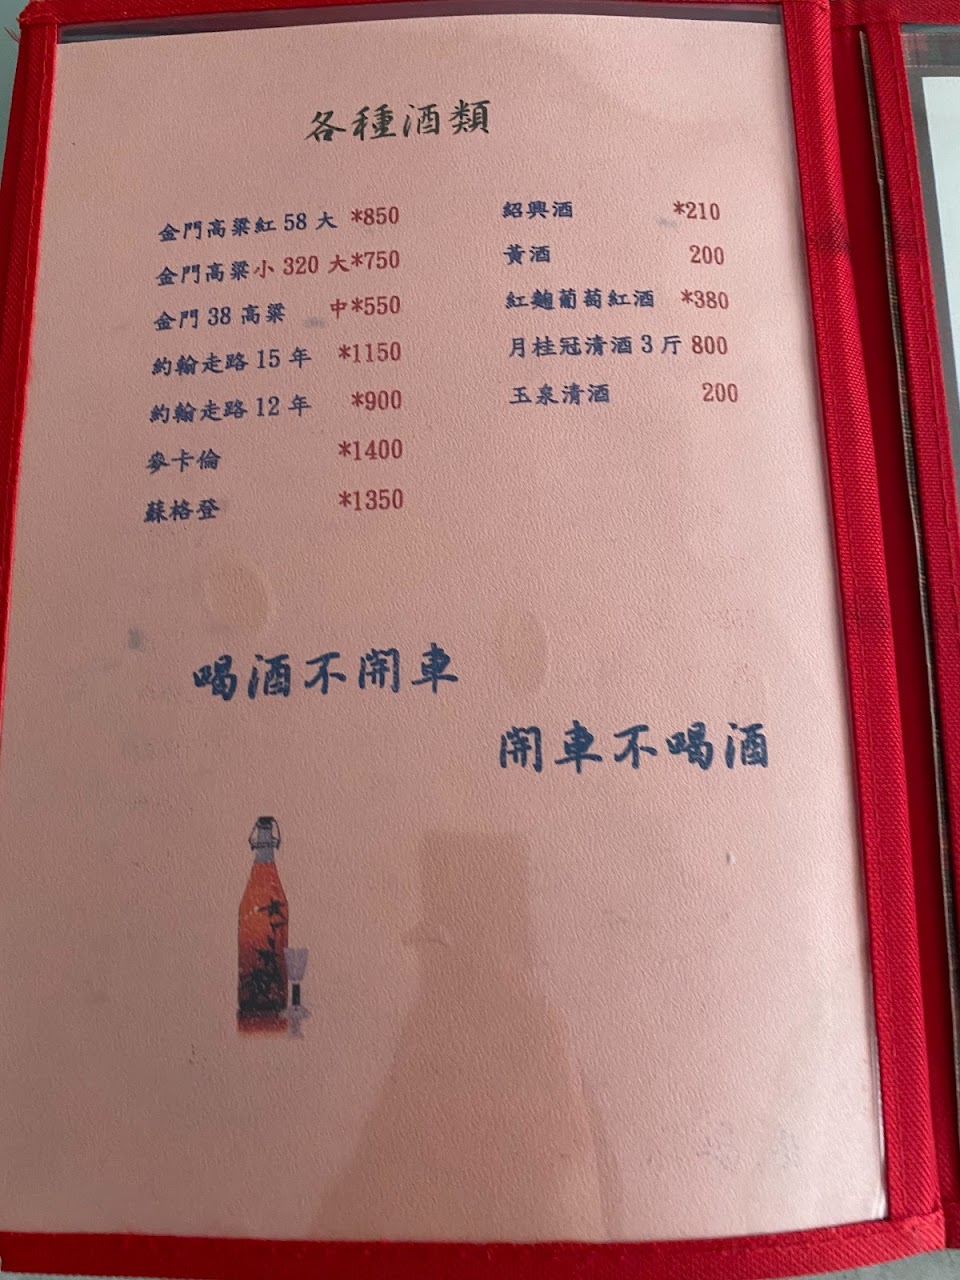 各種酒類
金門高粱紅 58 大 *850
金門高粱小 320 大*750
金門 38 高粱 中*550
約翰走路 15 年 *1150
約翰走路 12 年 *900
麥卡倫 *1400
蘇格登 *1350
紹興酒 *210
黃酒 200
紅麴葡萄紅酒 *380
月桂冠清酒 3 斤 800
玉泉清酒 200
喝酒不開車
開車不喝酒